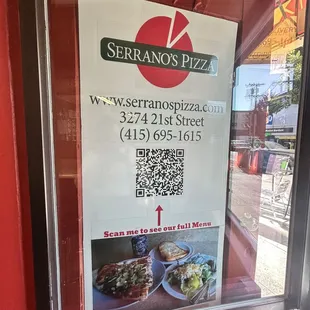 SERRANO'S PIZZA
www.serranospizza.com
3274 21st Street
(415) 695-1615
Scan me to see our full Menu